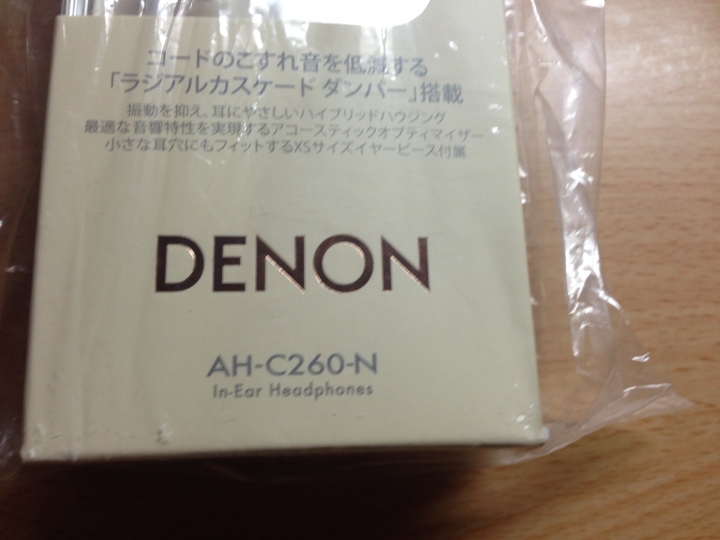 コードのこすれ音を低減する
「ラジアルカスケード ダンパー」搭載
振動を抑え、耳にやさしいハイブリッドハウジング
最適な音響特性を実現するアコースティックオプティマイザー
小さな耳穴にもフィットするXSサイズイヤーピース付属
DENON
AH-C260-N
In-Ear Headphones